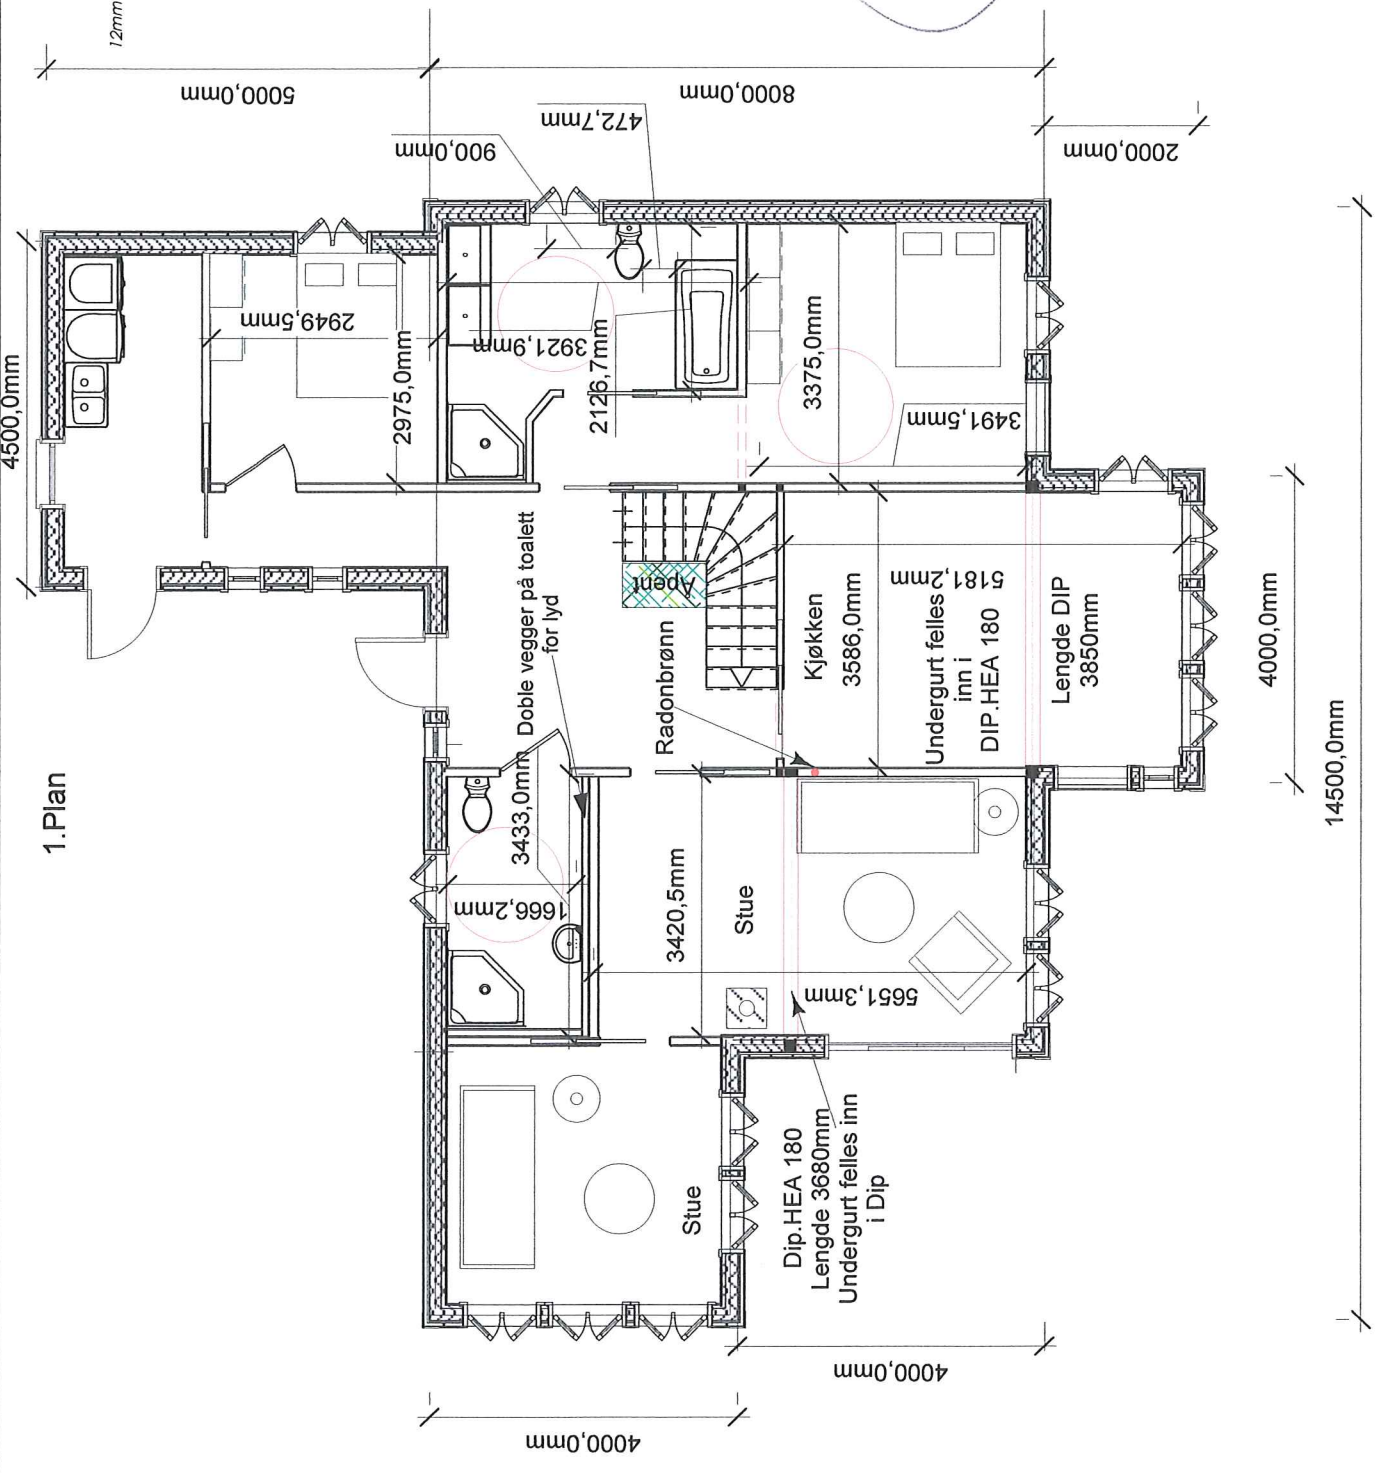 12mm
5000,0mm
8000,0mm
2000,0mm
900,0mm
472,7mm
4500,0mm
2949,5mm
2975,0mm
3921,9mm
2126,7mm
3375,0mm
3491,5mm
1.Plan
Doble vegger på toalett
for lyd
Åpent
Radonbrønn
Kjøkken
3586,0mm
5181,2mm
Undergurt felles
inn i
DIP.HEA 180
Lengde DIP
3850mm
4000,0mm
14500,0mm
3433,0mm
1666,2mm
3420,5mm
Stue
5651,3mm
Stue
Dip.HEA 180
Lengde 3680mm
Undergurt felles inn
i Dip
4000,0mm
4000,0mm